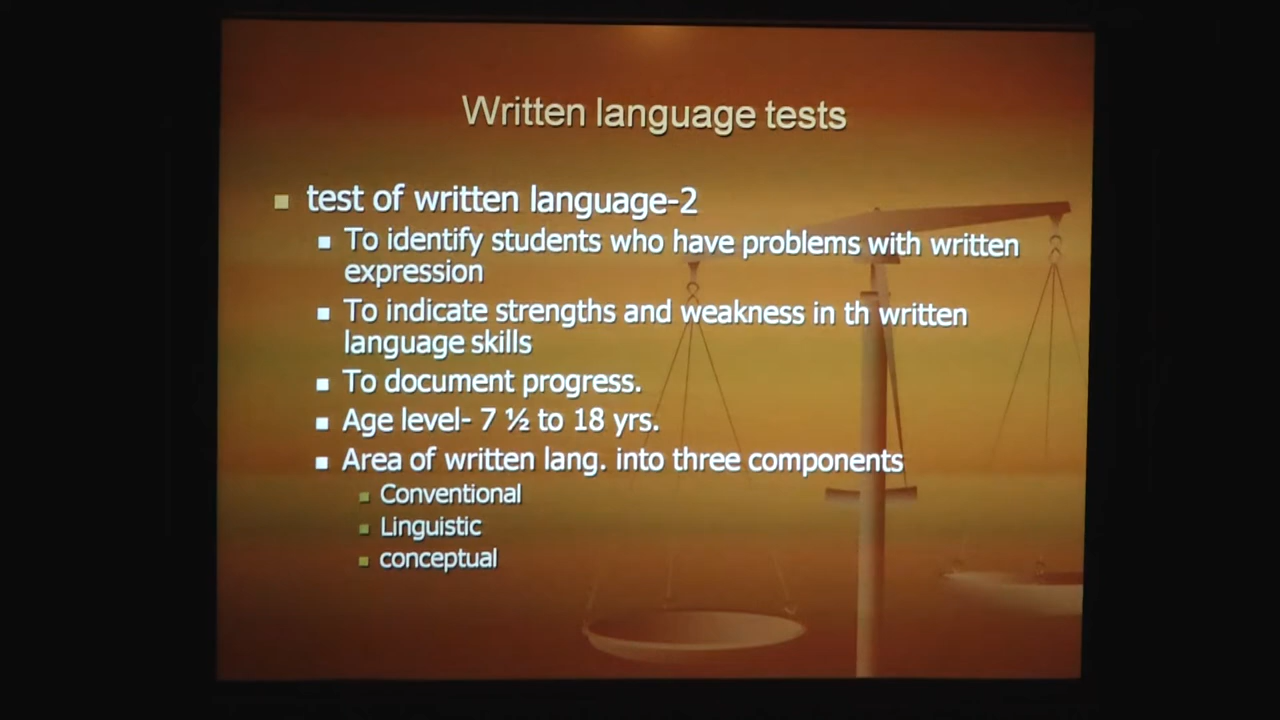 Written language tests
test of written language-2
To identify students who have problems with written
expression
To indicate strengths and weakness in th written
language skills
To document progress.
Age level- 7 ½ to 18 yrs.
Area of written lang. into three components
Conventional
Linguistic
conceptual